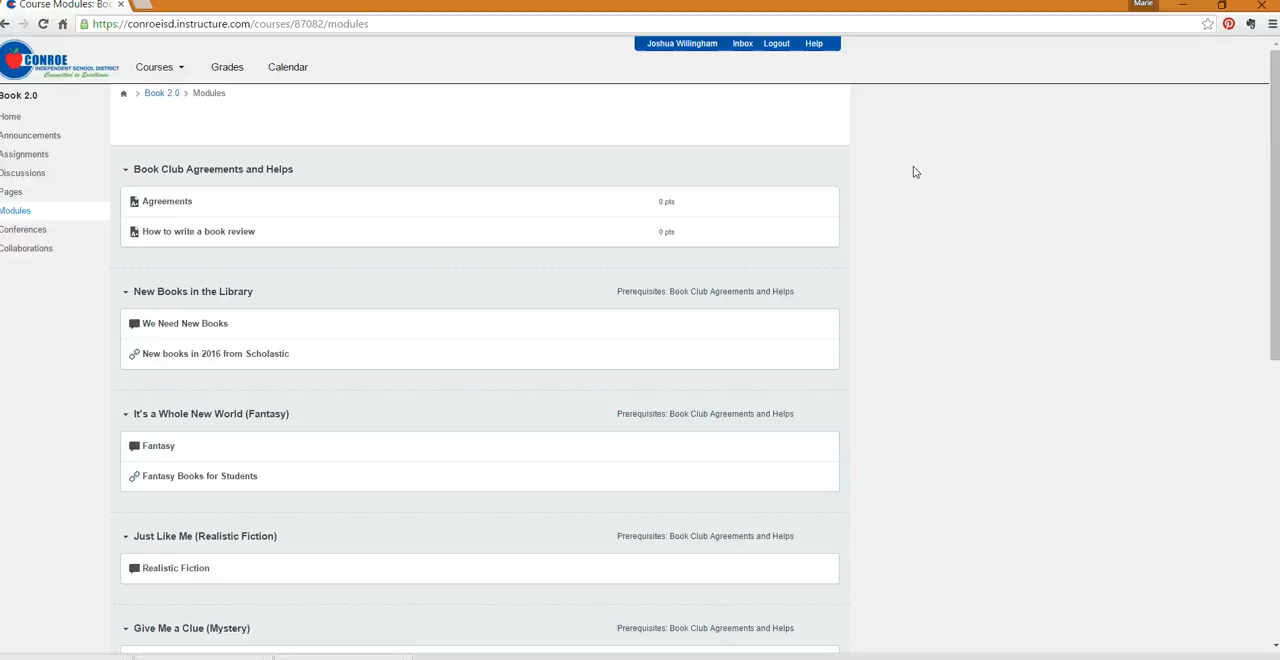 Course Modules: Boo
Marie
https://conroeisd.instructure.com/courses/87082/modules
Joshua Willingham Inbox Logout Help
CONROE
INDEPENDENT SCHOOL DISTRICT
Committed to Excellence
Courses Grades Calendar
Book 2.0
Book 2.0 > Modules
Home
Announcements
Assignments
Discussions
Pages
Modules
Conferences
Collaborations
Book Club Agreements and Helps
Agreements 0 pts
How to write a book review 0 pts
New Books in the Library Prerequisites: Book Club Agreements and Helps
We Need New Books
New books in 2016 from Scholastic
It's a Whole New World (Fantasy) Prerequisites: Book Club Agreements and Helps
Fantasy
Fantasy Books for Students
Just Like Me (Realistic Fiction) Prerequisites: Book Club Agreements and Helps
Realistic Fiction
Give Me a Clue (Mystery) Prerequisites: Book Club Agreements and Helps